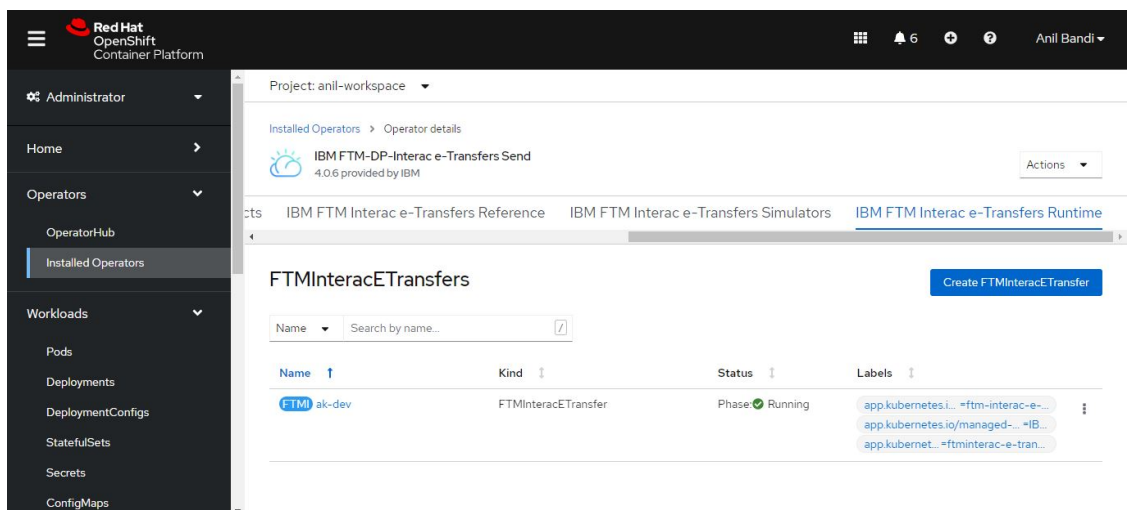 Red Hat
OpenShift
Container Platform
6
Anil Bandi
Administrator
Home
Operators
OperatorHub
Installed Operators
Workloads
Pods
Deployments
DeploymentConfigs
StatefulSets
Secrets
ConfigMaps
Project: anil-workspace
Installed Operators > Operator details
IBM FTM-DP-Interac e-Transfers Send
4.0.6 provided by IBM
Actions
cts IBM FTM Interac e-Transfers Reference IBM FTM Interac e-Transfers Simulators IBM FTM Interac e-Transfers Runtime
FTMInteracETransfers
Create FTMInteracETransfer
Name Search by name... /
Name Kind Status Labels
FTMI ak-dev FTMInteracETransfer Phase: Running app.kubernetes.i... =ftm-interac-e-...
app.kubernetes.io/managed-... =IB...
app.kubernet... =ftminterac-e-tran...